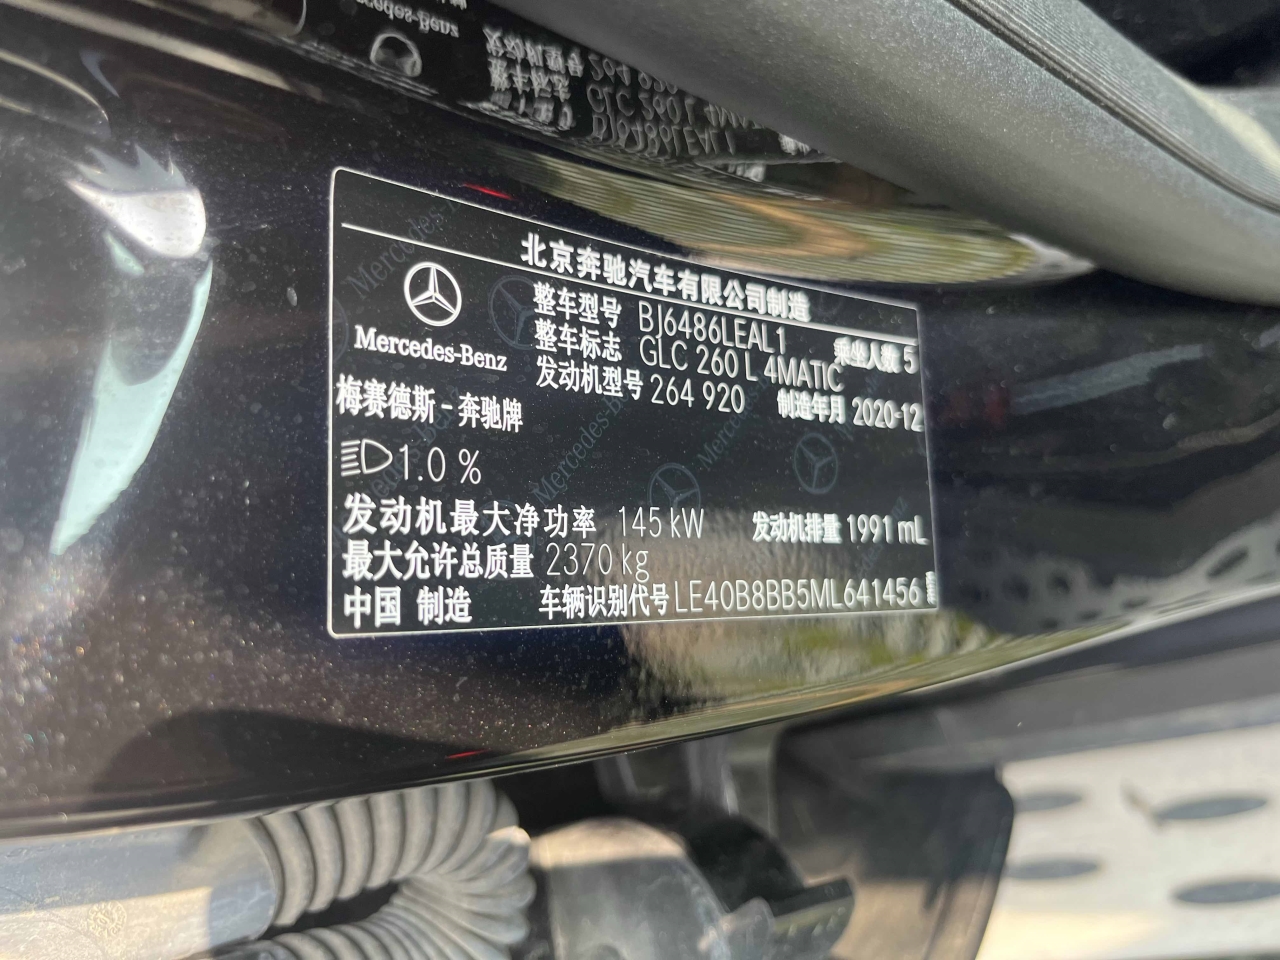 北京奔驰汽车有限公司制造
Mercedes-Benz
整车型号 BJ6486LEAL1
整车标志 GLC 260 L 4MATIC 乘坐人数 5
发动机型号 264 920 制造年月 2020-12
梅赛德斯-奔驰牌
1.0 %
发动机最大净功率 145 kW 发动机排量 1991 mL
最大允许总质量 2370 kg
中国 制造 车辆识别代号 LE40B8BB5ML641456